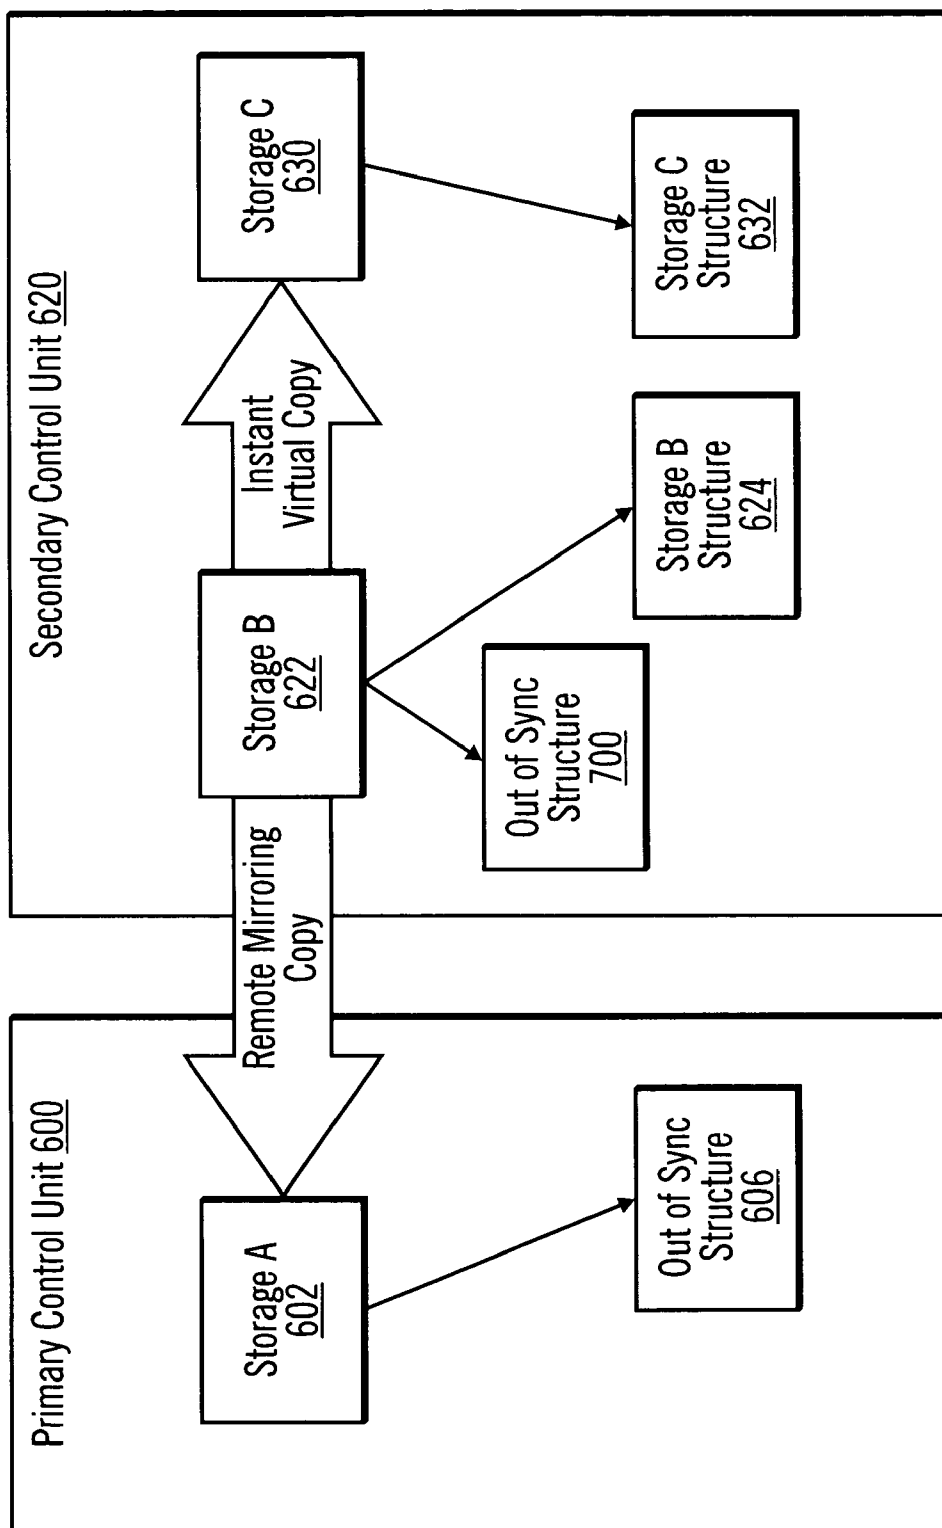 Primary Control Unit 600
Storage A
602
Out of Sync
Structure
606
Remote Mirroring
Copy
Secondary Control Unit 620
Storage B
622
Instant
Virtual Copy
Storage C
630
Out of Sync
Structure
700
Storage B
Structure
624
Storage C
Structure
632